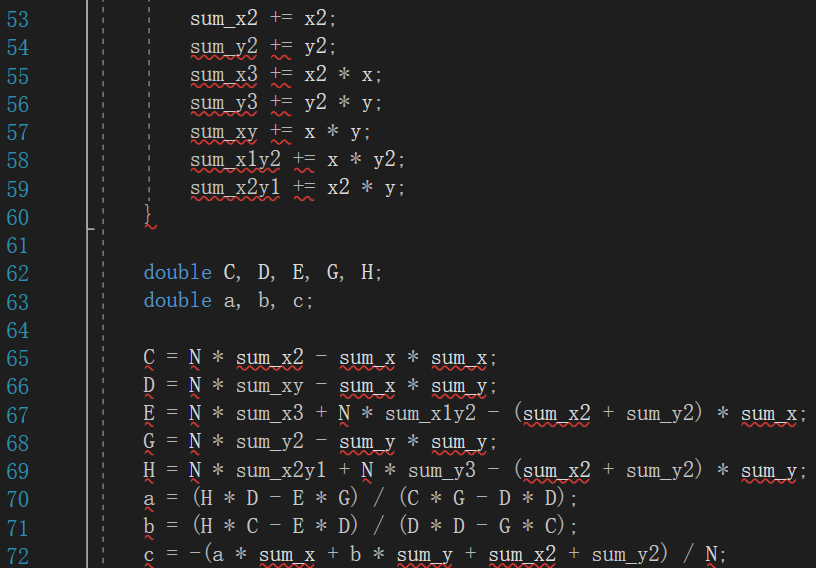 53 sum_x2 += x2;
54 sum_y2 += y2;
55 sum_x3 += x2 * x;
56 sum_y3 += y2 * y;
57 sum_xy += x * y;
58 sum_x1y2 += x * y2;
59 sum_x2y1 += x2 * y;
60 }
61
62 double C, D, E, G, H;
63 double a, b, c;
64
65 C = N * sum_x2 - sum_x * sum_x;
66 D = N * sum_xy - sum_x * sum_y;
67 E = N * sum_x3 + N * sum_x1y2 - (sum_x2 + sum_y2) * sum_x;
68 G = N * sum_y2 - sum_y * sum_y;
69 H = N * sum_x2y1 + N * sum_y3 - (sum_x2 + sum_y2) * sum_y;
70 a = (H * D - E * G) / (C * G - D * D);
71 b = (H * C - E * D) / (D * D - G * C);
72 c = -(a * sum_x + b * sum_y + sum_x2 + sum_y2) / N;